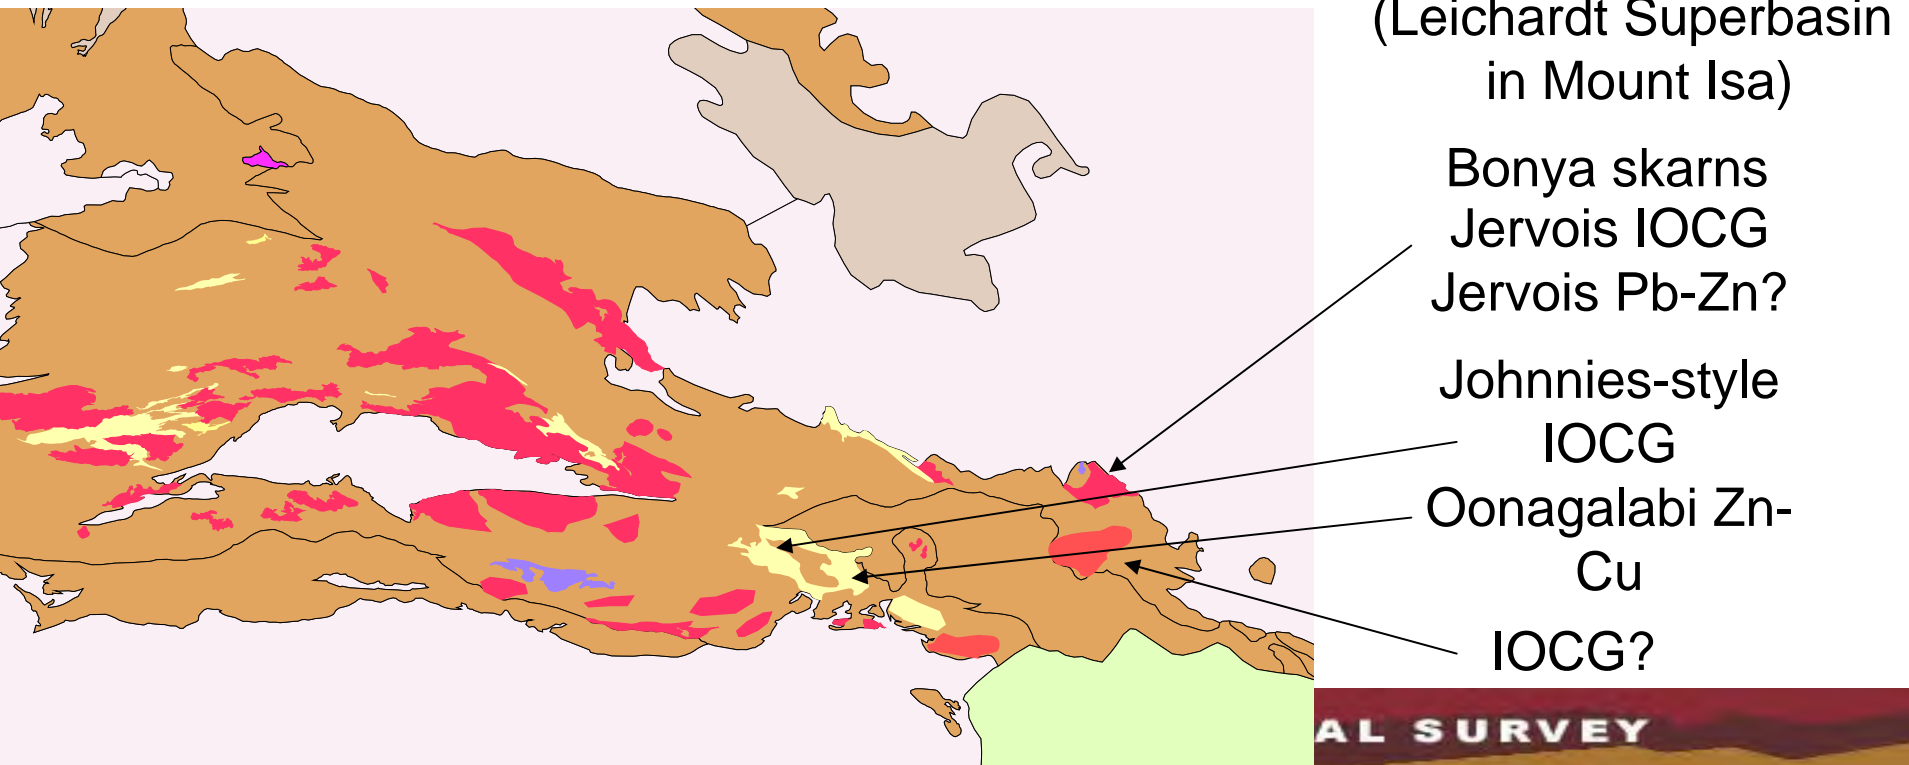 (Leichardt Superbasin
in Mount Isa)
Bonya skarns
Jervois IOCG
Jervois Pb-Zn?
Johnnies-style
IOCG
Oonagalabi Zn-
Cu
IOCG?
AL SURVEY